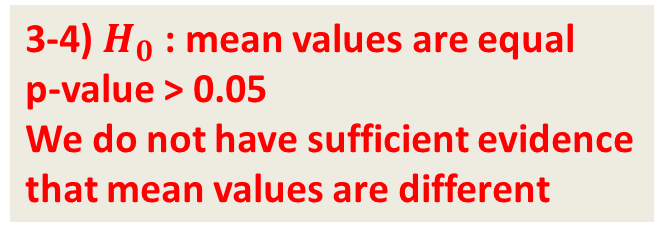 3-4) H₀ : mean values are equal
p-value > 0.05
We do not have sufficient evidence
that mean values are different